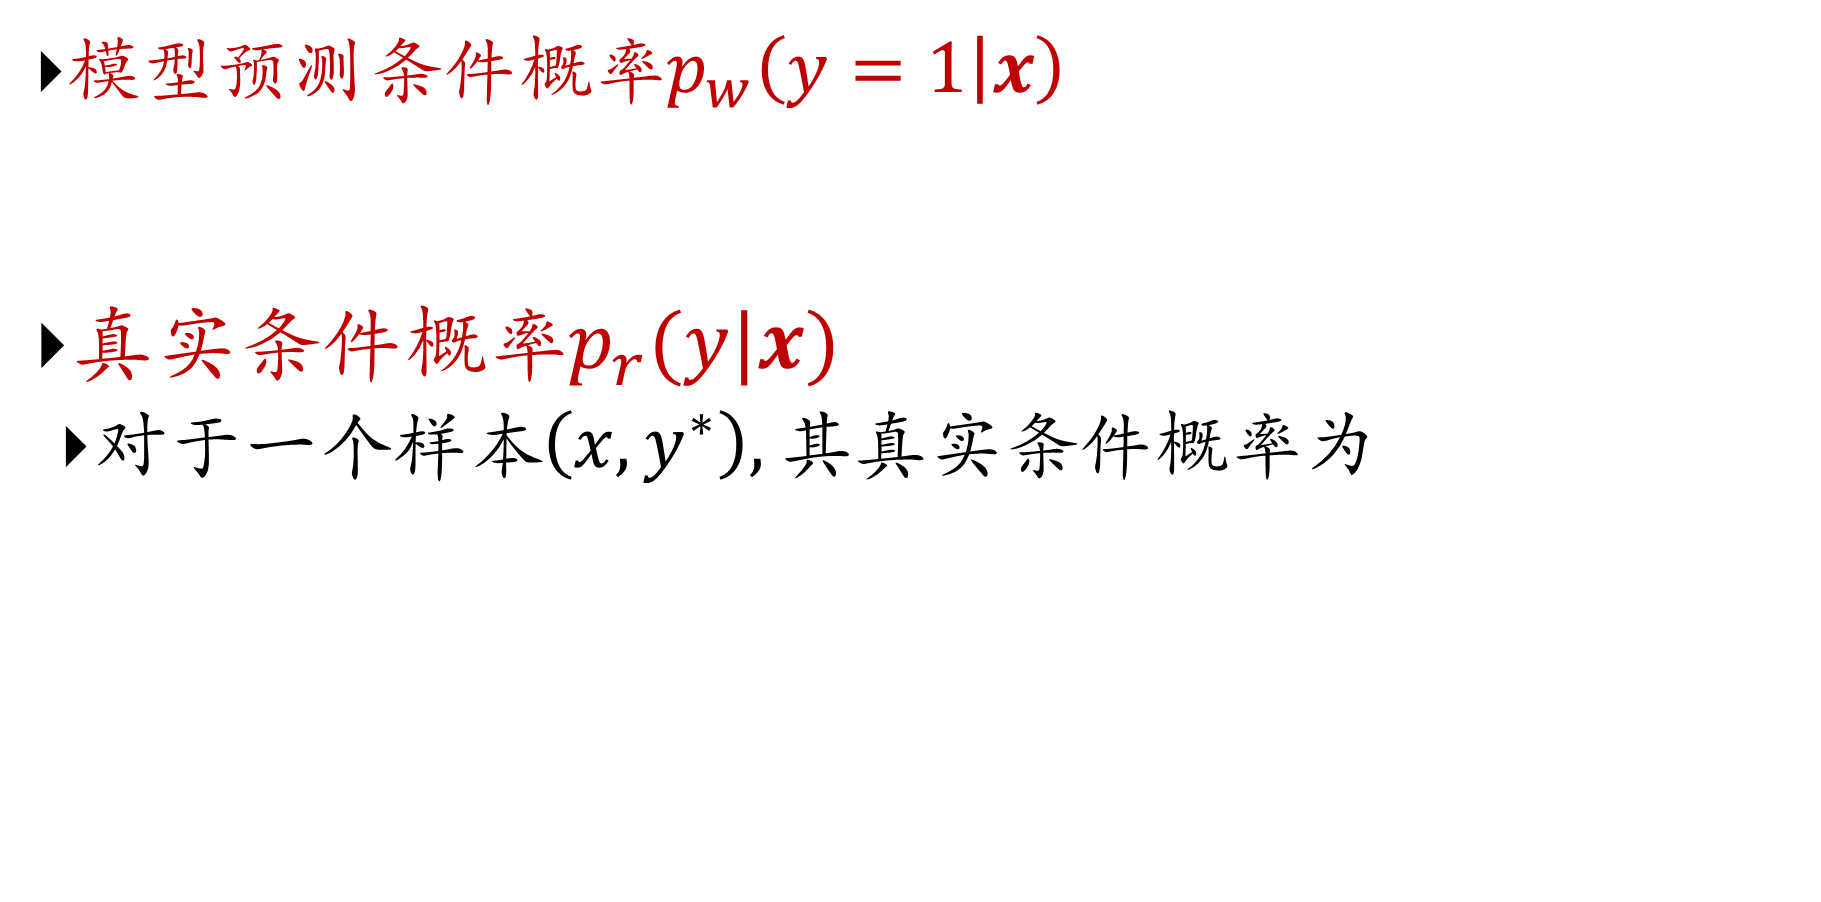 模型预测条件概率p_w(y = 1|x)
真实条件概率p_r(y|x)
对于一个样本(x, y*), 其真实条件概率为